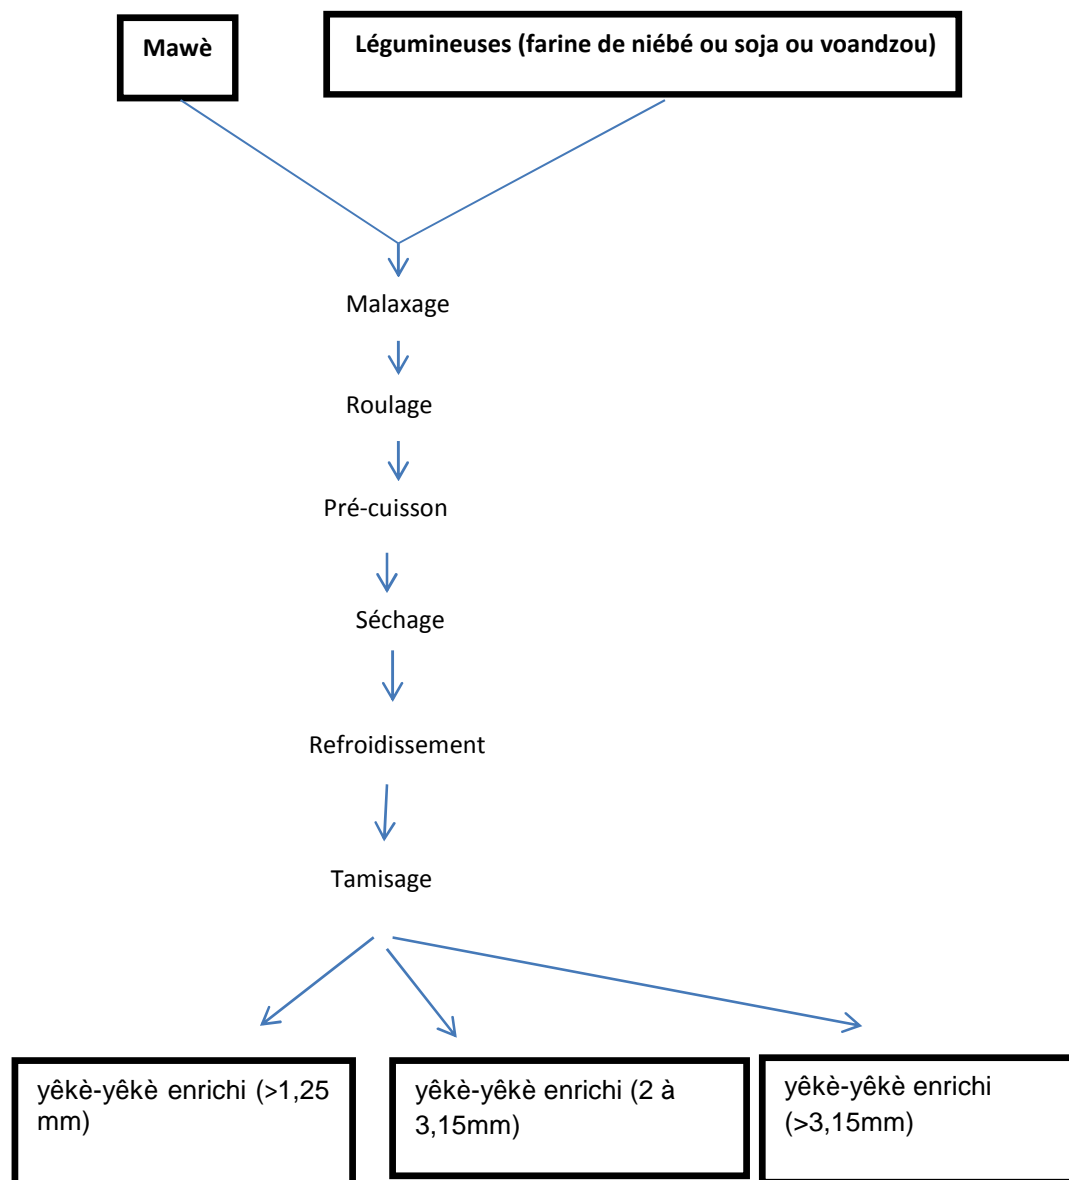 Mawè
Légumineuses (farine de niébé ou soja ou voandzou)
Malaxage
Roulage
Pré-cuisson
Séchage
Refroidissement
Tamisage
yêkè-yêkè enrichi (>1,25
mm)
yêkè-yêkè enrichi (2 à
3,15mm)
yêkè-yêkè enrichi
(>3,15mm)